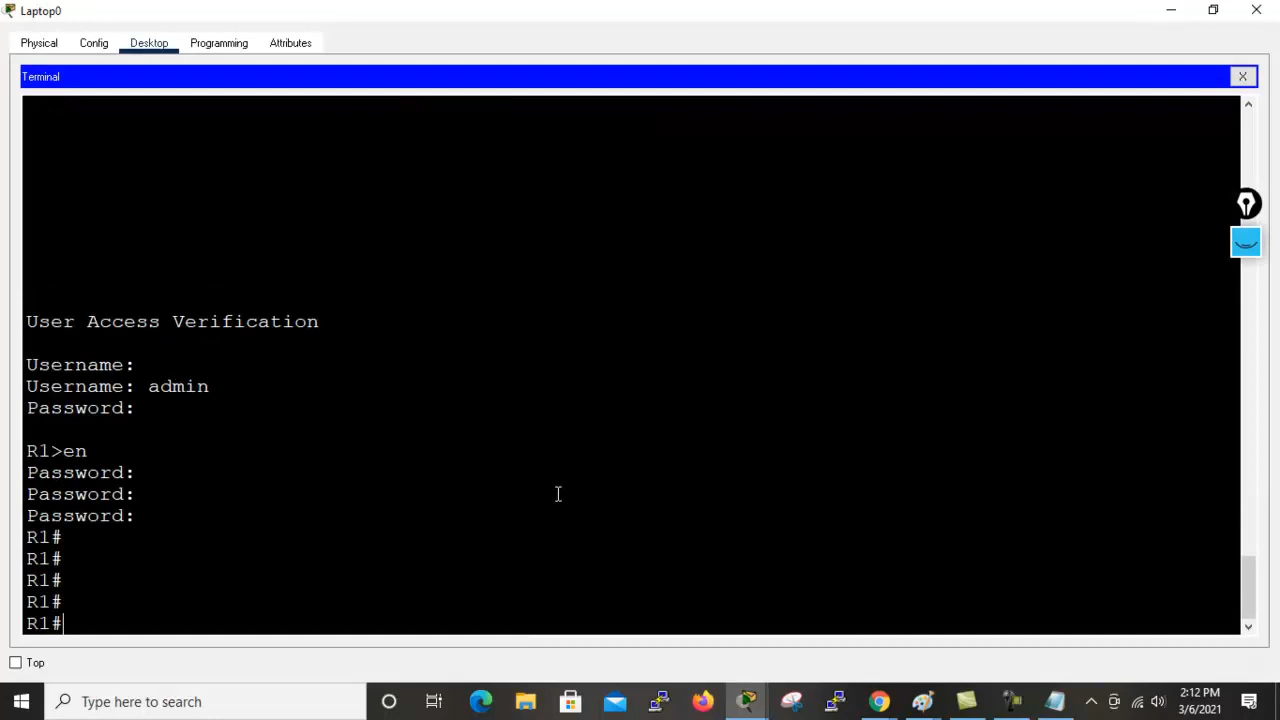 Laptop0
Physical Config Desktop Programming Attributes
Terminal
X
User Access Verification
Username:
Username: admin
Password:
R1>en
Password:
Password:
Password:
R1#
R1#
R1#
R1#
R1#
Top
Type here to search
2:12 PM
3/6/2021